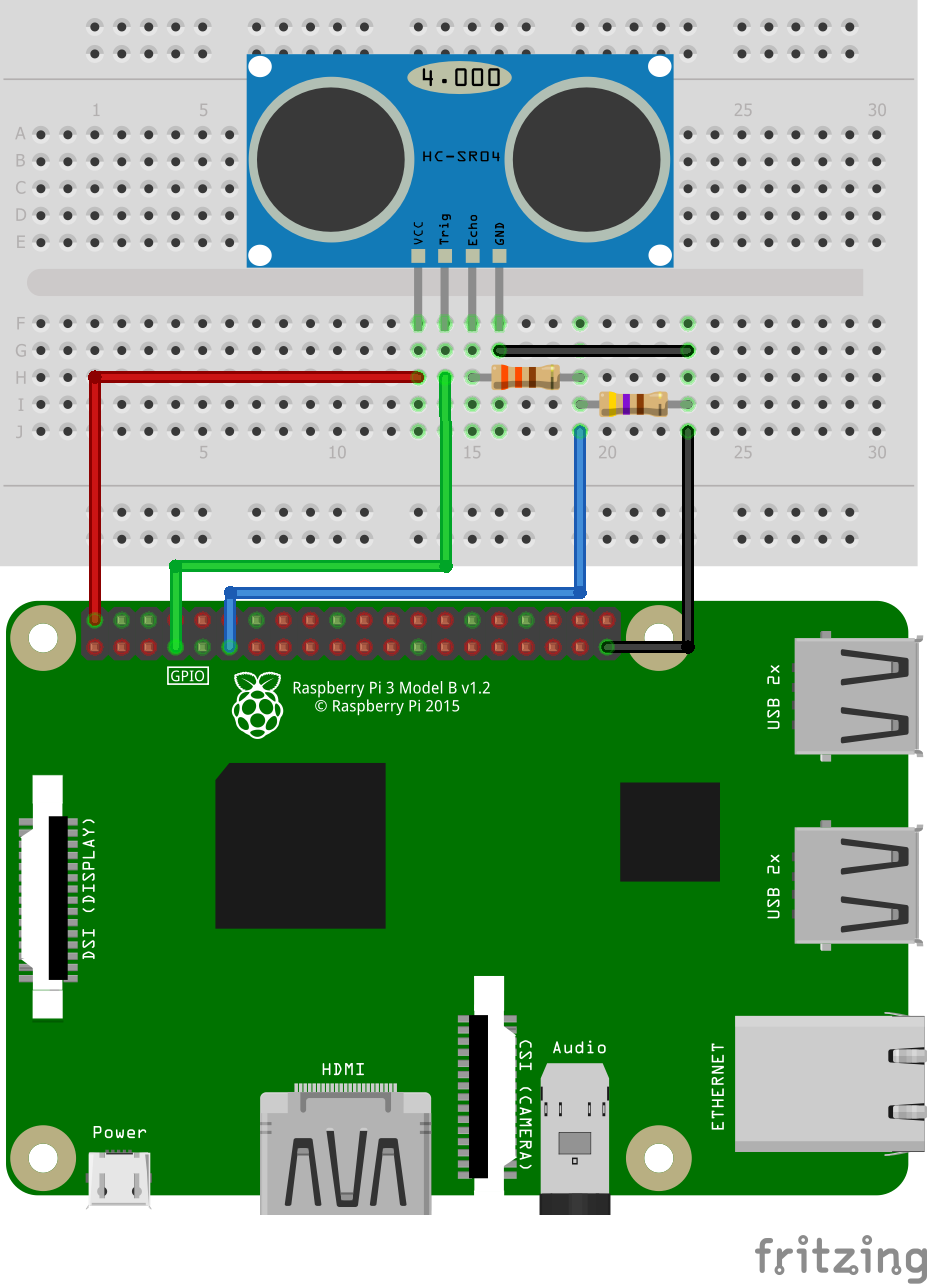 4.000
1 5 25 30
A
B
C
D
E
HC-SR04
VCC Trig Echo GND
F
G
H
I
J
5 10 15 20 25 30
GPIO
Raspberry Pi 3 Model B v1.2
© Raspberry Pi 2015
USB 2x
DSI (DISPLAY)
USB 2x
CSI (CAMERA)
Audio
ETHERNET
HDMI
Power
fritzing